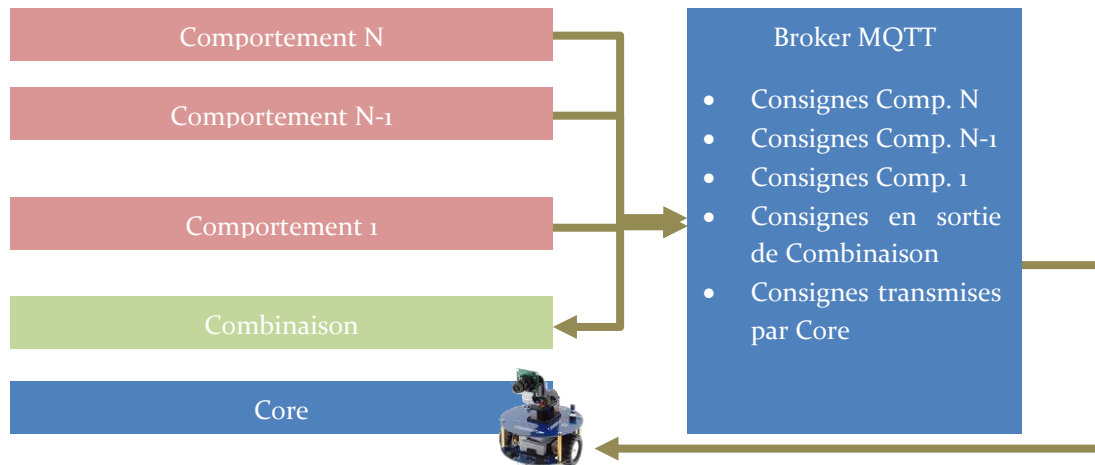 Comportement N
Comportement N-1
Comportement 1
Combinaison
Core
Broker MQTT
• Consignes Comp. N
• Consignes Comp. N-1
• Consignes Comp. 1
• Consignes en sortie
de Combinaison
• Consignes transmises
par Core